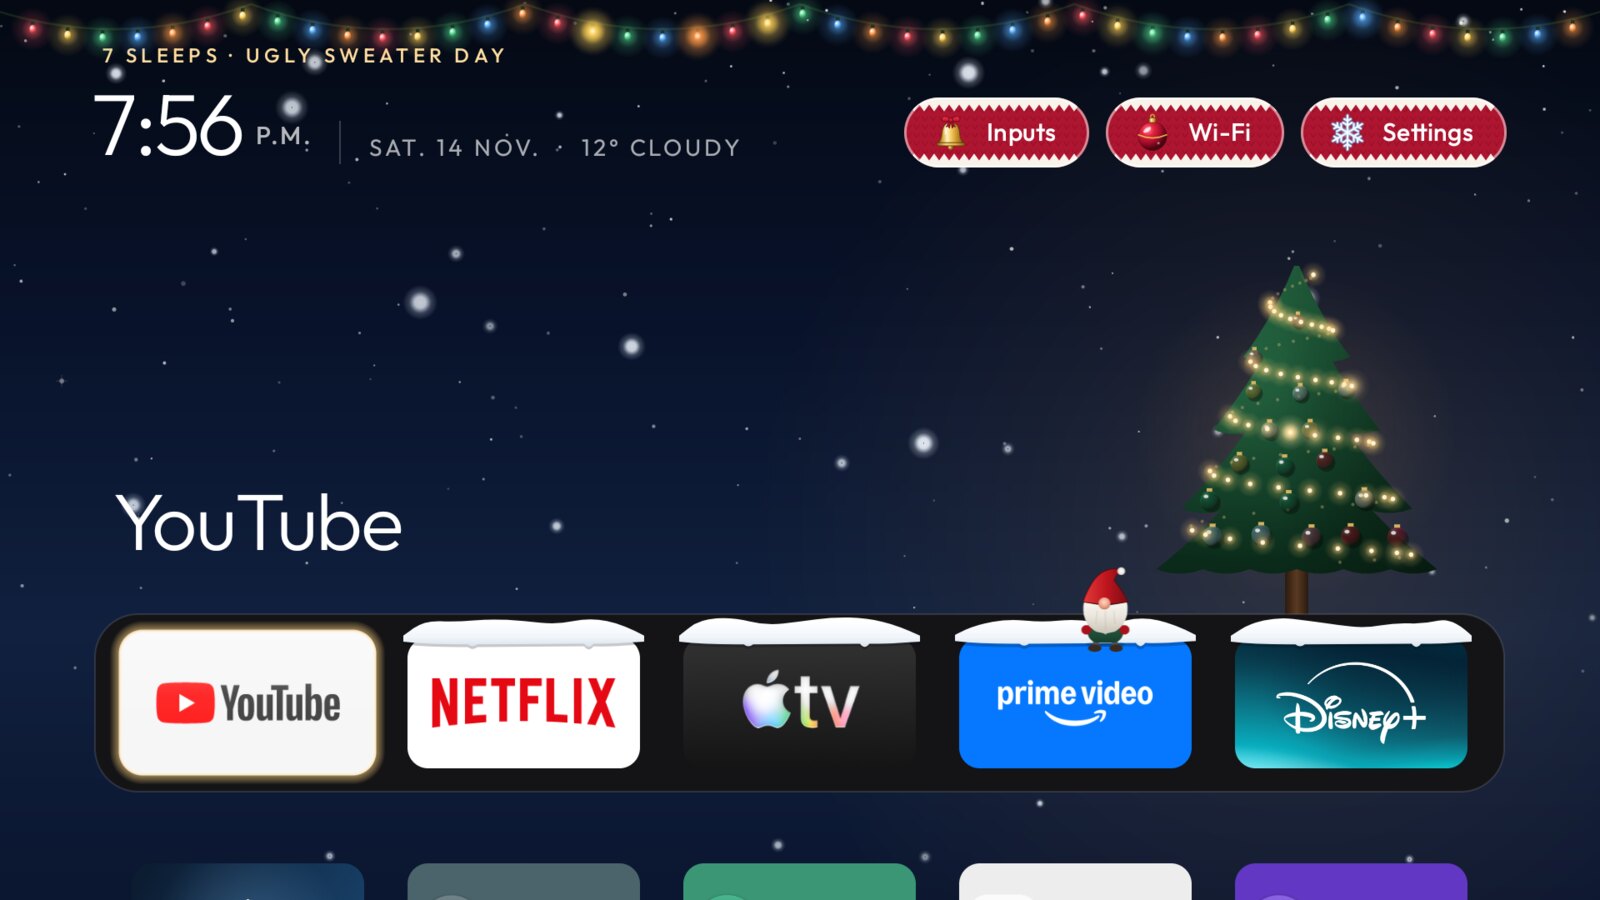 7 SLEEPS · UGLY SWEATER DAY
7:56 P.M.
SAT. 14 NOV. · 12° CLOUDY
Inputs
Wi-Fi
Settings
YouTube
YouTube
NETFLIX
tv
prime video
Disney+